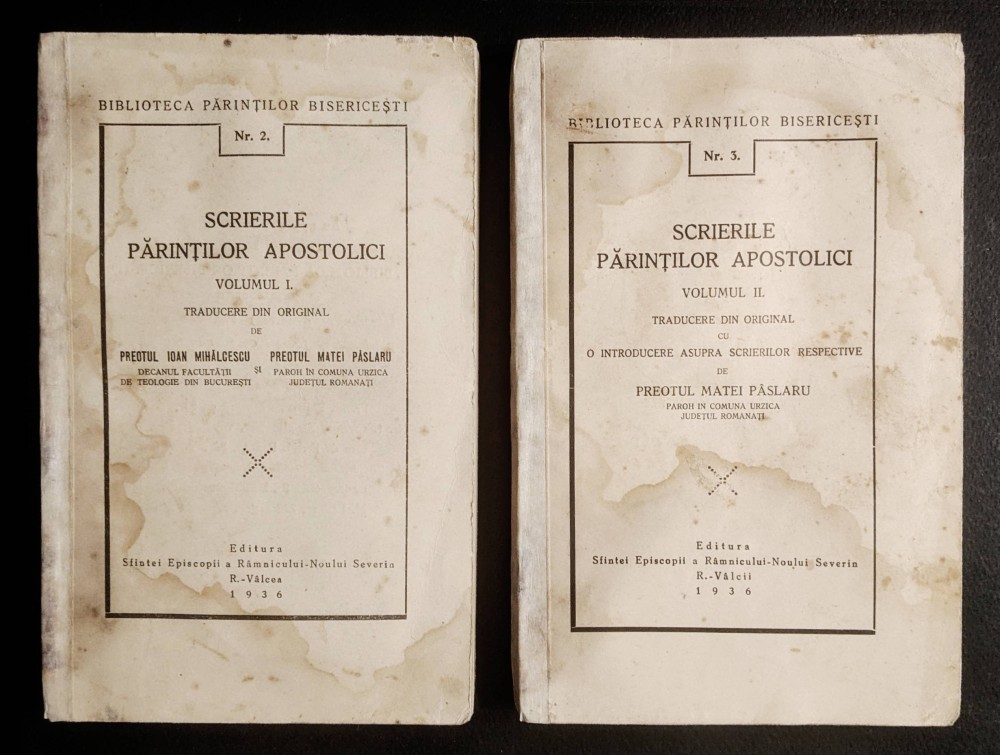 BIBLIOTECA PĂRINȚILOR BISERICEȘTI
Nr. 2.
SCRIERILE
PĂRINȚILOR APOSTOLICI
VOLUMUL I.
TRADUCERE DIN ORIGINAL
DE
PREOTUL IOAN MIHĂLCESCU
DECANUL FACULTĂȚII
DE TEOLOGIE DIN BUCUREȘTI
ȘI
PREOTUL MATEI PÂSLARU
PAROH ÎN COMUNA URZICA
JUDEȚUL ROMANAȚI
Editura
Sfintei Episcopii a Râmnicului-Noului Severin
R.-Vâlcea
1936
BIBLIOTECA PĂRINȚILOR BISERICEȘTI
Nr. 3.
SCRIERILE
PĂRINȚILOR APOSTOLICI
VOLUMUL II.
TRADUCERE DIN ORIGINAL
CU
O INTRODUCERE ASUPRA SCRIERILOR RESPECTIVE
DE
PREOTUL MATEI PÂSLARU
PAROH IN COMUNA URZICA
JUDEȚUL ROMANAȚI
Editura
Sfintei Episcopii a Râmnicului-Noului Severin
R.-Vâlcii
1936